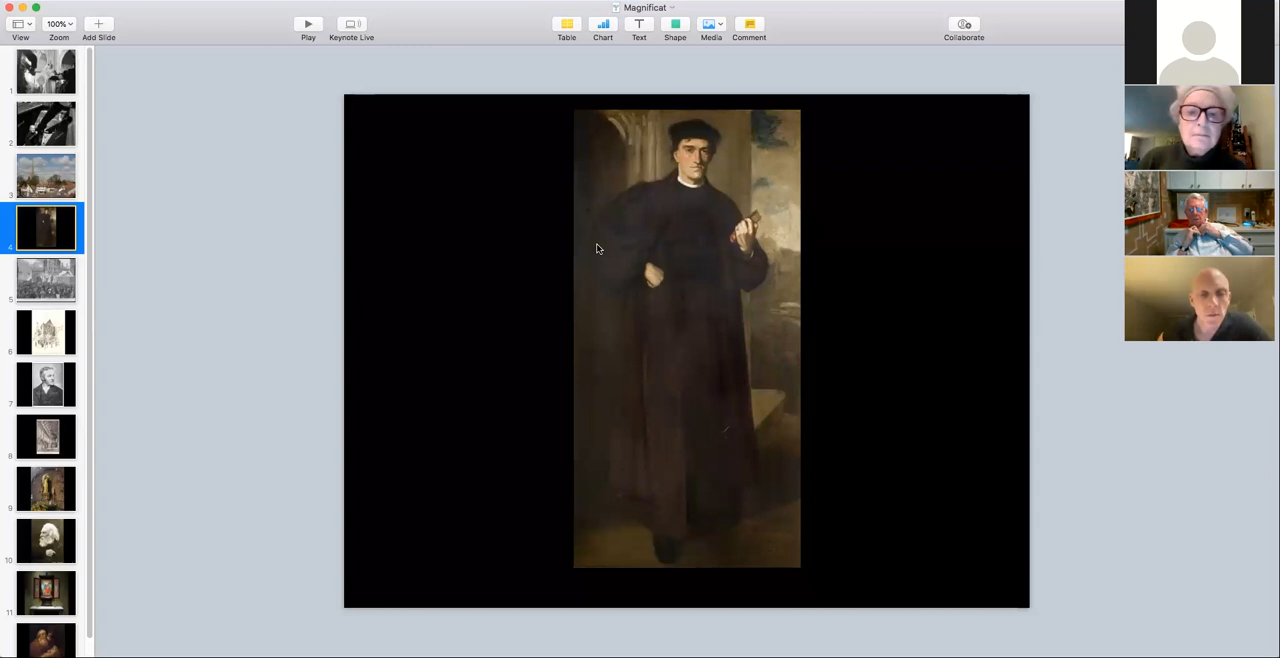 Magnificat
100%
View
Zoom
Add Slide
Play
Keynote Live
Table
Chart
Text
Shape
Media
Comment
Collaborate
1
2
3
4
5
6
7
8
9
10
11